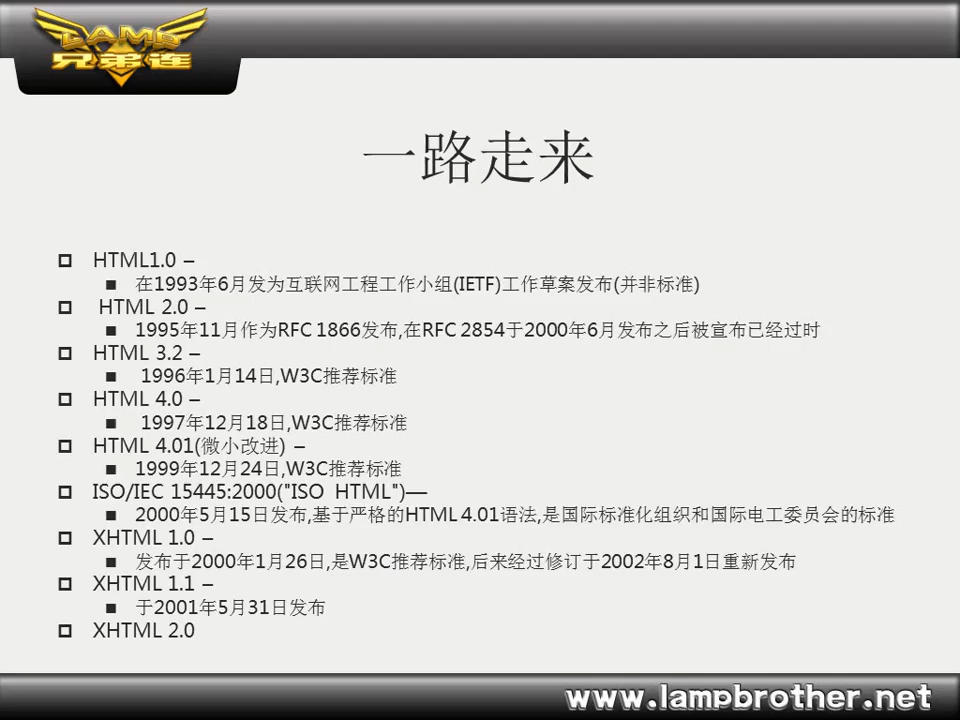 LAMP
兄弟连
一路走来
HTML1.0 –
在1993年6月发为互联网工程工作小组(IETF)工作草案发布(并非标准)
HTML 2.0 –
1995年11月作为RFC 1866发布,在RFC 2854于2000年6月发布之后被宣布已经过时
HTML 3.2 –
1996年1月14日,W3C推荐标准
HTML 4.0 –
1997年12月18日,W3C推荐标准
HTML 4.01(微小改进) –
1999年12月24日,W3C推荐标准
ISO/IEC 15445:2000("ISO HTML")—
2000年5月15日发布,基于严格的HTML 4.01语法,是国际标准化组织和国际电工委员会的标准
XHTML 1.0 –
发布于2000年1月26日,是W3C推荐标准,后来经过修订于2002年8月1日重新发布
XHTML 1.1 –
于2001年5月31日发布
XHTML 2.0
www.lampbrother.net